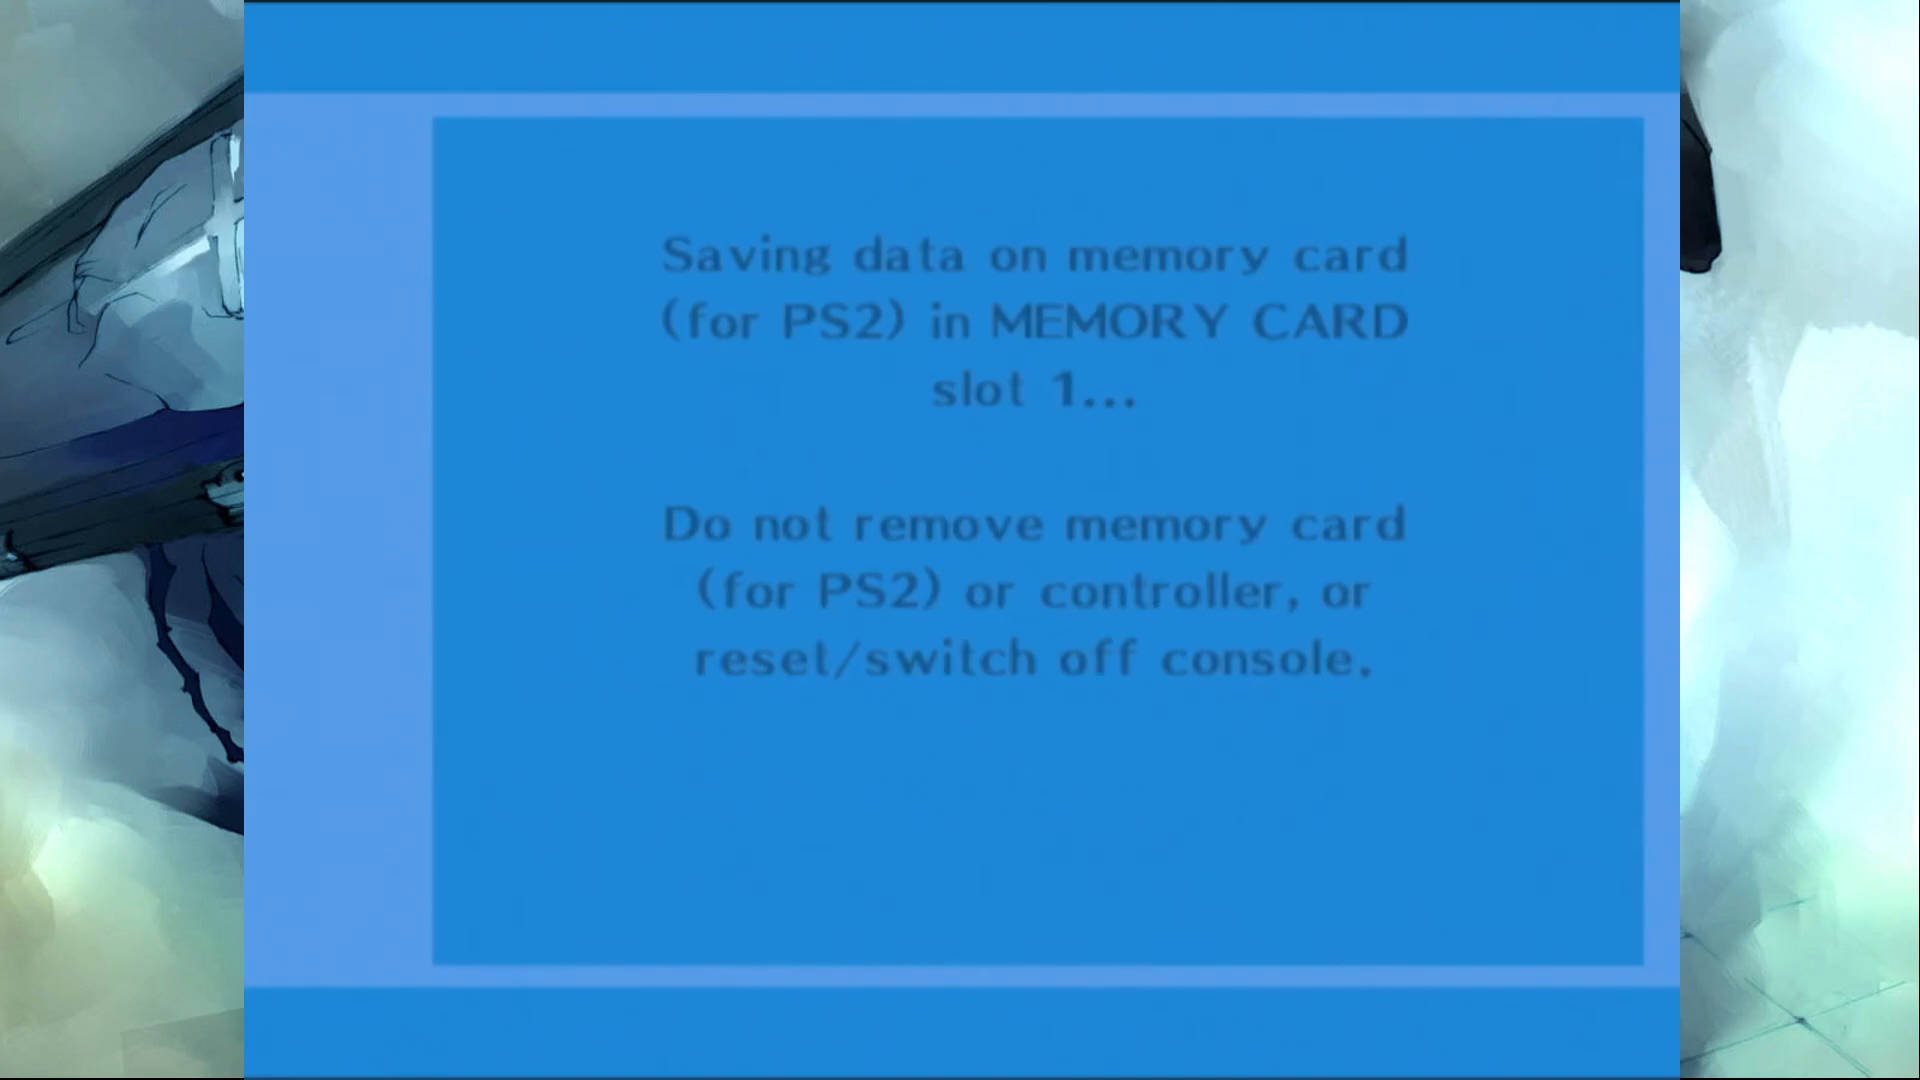 Saving data on memory card
(for PS2) in MEMORY CARD
slot 1...
Do not remove memory card
(for PS2) or controller, or
reset/switch off console.